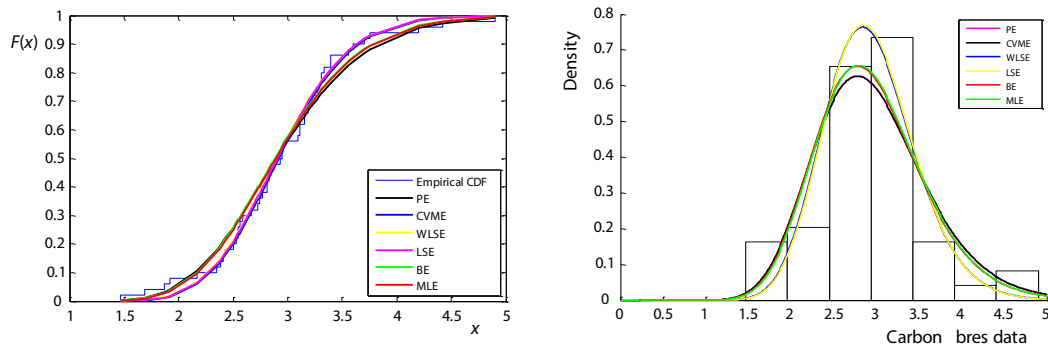 1
0.9
F(x)
0.8
0.7
0.6
0.5
0.4
0.3
0.2
0.1
0
1 1.5 2 2.5 3 3.5 4 4.5 5
x
Empirical CDF
PE
CVME
WLSE
LSE
BE
MLE
0.8
0.7
0.6
0.5
0.4
0.3
0.2
0.1
0
Density
0 0.5 1 1.5 2 2.5 3 3.5 4 4.5 5
Carbon bres data
PE
CVME
WLSE
LSE
BE
MLE